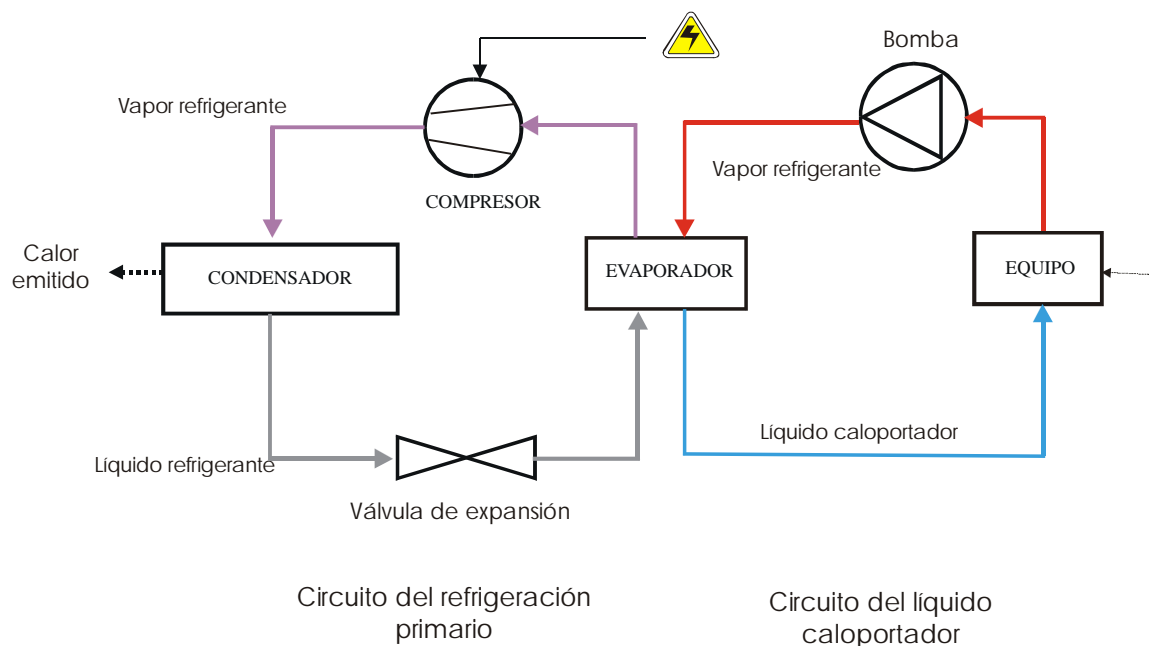 Bomba
Vapor refrigerante
COMPRESOR
Vapor refrigerante
Calor
emitido
CONDENSADOR
EVAPORADOR
EQUIPO
Líquido refrigerante
Líquido caloportador
Válvula de expansión
Circuito del refrigeración
primario
Circuito del líquido
caloportador